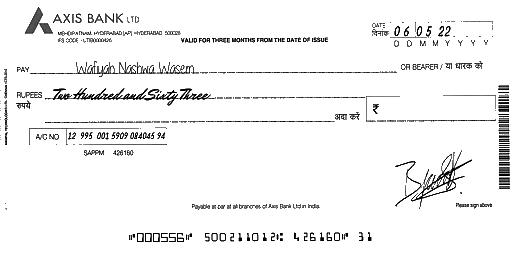 AXIS BANK LTD
MEHDIPATNAM, HYDERABAD [AP] HYDERABAD 500028
IFS CODE - UTIB0000426
VALID FOR THREE MONTHS FROM THE DATE OF ISSUE
DATE
दिनांक 06 05 22
D D M M Y Y Y Y
PAY Wafiyah Nashwa Wasem OR BEARER / या धारक को
RUPEES Two Hundred and Sixty Three
रुपये अदा करें ₹
A/C NO 12 995 001 5909 084045 94
SAPPM 426160
Payable at par at all branches of Axis Bank Ltd in India.
Please sign above
⑈000556⑈ 500211012⑆ 426160⑈ 31